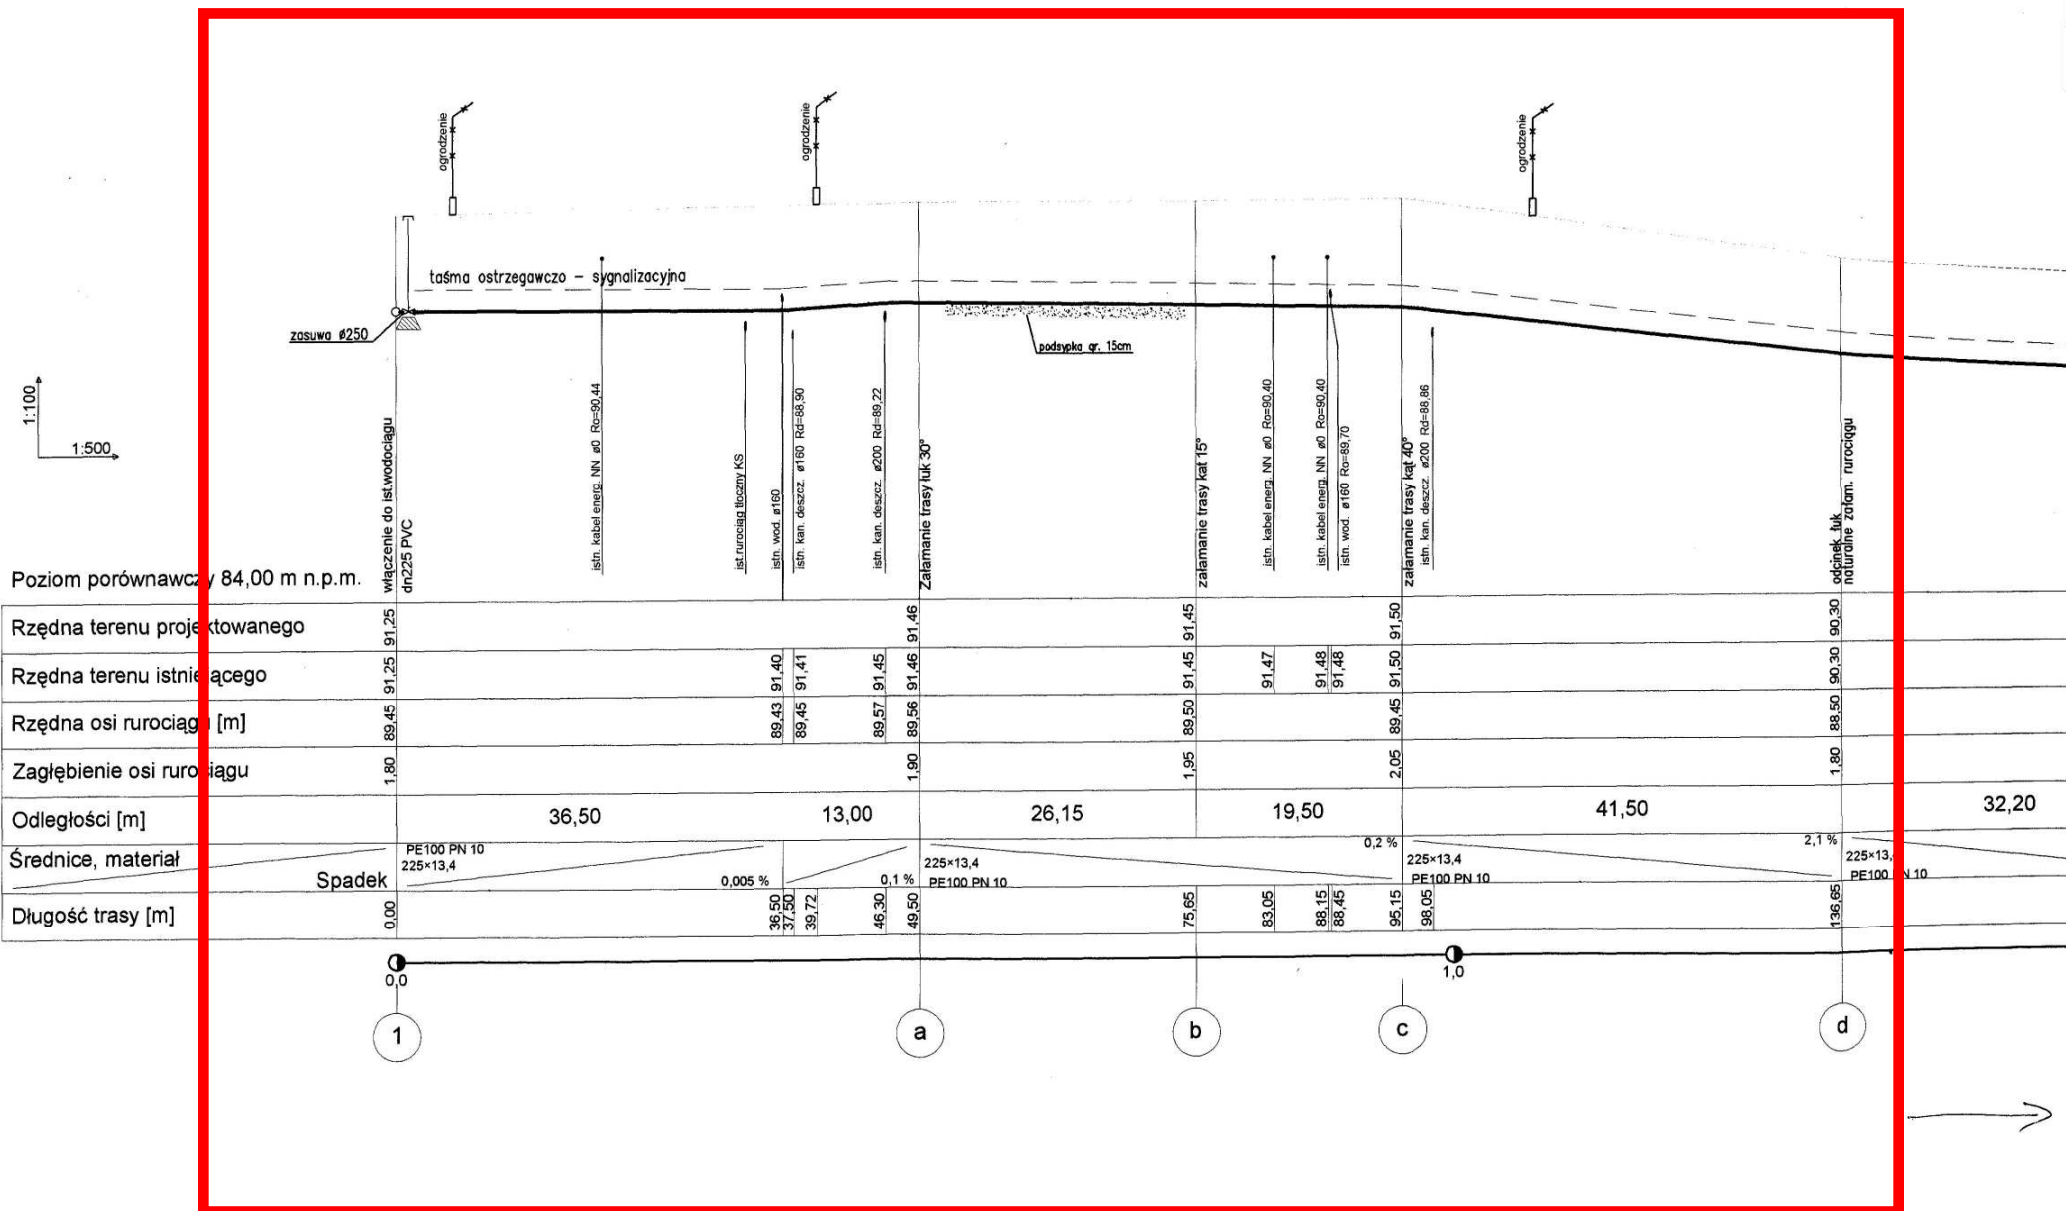 ogrodzenie
ogrodzenie
ogrodzenie
taśma ostrzegawczo – sygnalizacyjna
zasuwa ø250
podsypka gr. 15cm
1:100
1:500
włączenie do ist.wodociągu
dn225 PVC
istn. kabel energ. NN ø0 Ro=90,44
ist.rurociąg tłoczny KS
istn. wod. ø160
istn. kan. deszcz. ø160 Rd=88,90
istn. kan. deszcz. ø200 Rd=89,22
Załamanie trasy łuk 30°
załamanie trasy kat 15°
istn. kabel energ. NN ø0 Ro=90,40
istn. kabel energ. NN ø0 Ro=90,40
istn. wod. ø160 Ro=89,70
załamanie trasy kąt 40°
istn. kan. deszcz. ø200 Rd=88,86
odcinek łuk
naturalne załam. rurociągu
Poziom porównawczy 84,00 m n.p.m.
Rzędna terenu projektowanego 91,25 91,46 91,45 91,50 90,30
Rzędna terenu istniejącego 91,25 91,40 91,41 91,45 91,46 91,45 91,47 91,48 91,48 91,50 90,30
Rzędna osi rurociągu [m] 89,45 89,43 89,45 89,57 89,56 89,50 89,45 88,50
Zagłębienie osi rurociągu 1,80 1,90 1,95 2,05 1,80
Odległości [m] 36,50 13,00 26,15 19,50 41,50 32,20
Średnice, materiał PE100 PN 10 225×13,4 225×13,4 PE100 PN 10 225×13,4 PE100 PN 10 225×13, PE100 PN 10
Spadek 0,005 % 0,1 % 0,2 % 2,1 %
Długość trasy [m] 0,00 36,50 37,50 39,72 46,30 49,50 75,65 83,05 88,15 88,45 95,15 98,05 136,65
0,0 1,0
1 a b c d